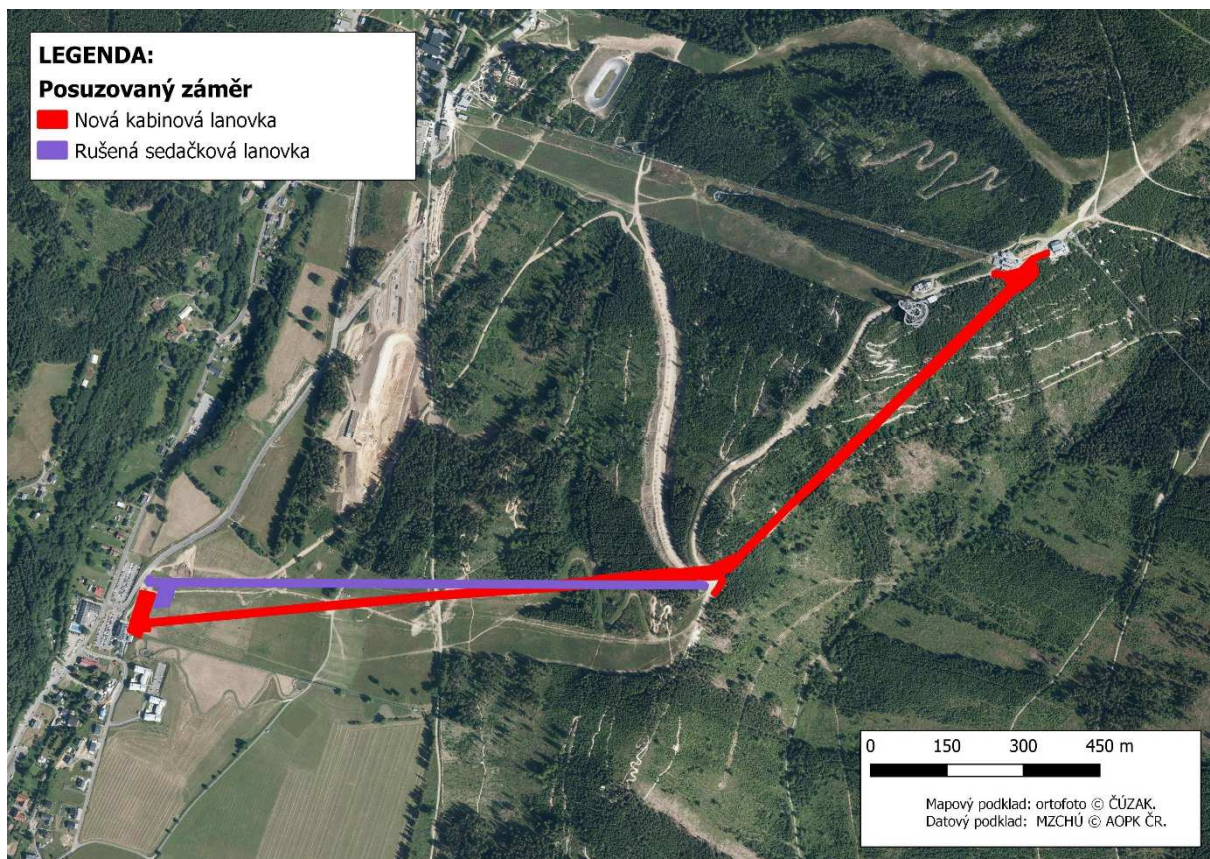 LEGENDA:
Posuzovaný záměr
Nová kabinová lanovka
Rušená sedačková lanovka
0 150 300 450 m
Mapový podklad: ortofoto © ČÚZAK.
Datový podklad: MZCHÚ © AOPK ČR.